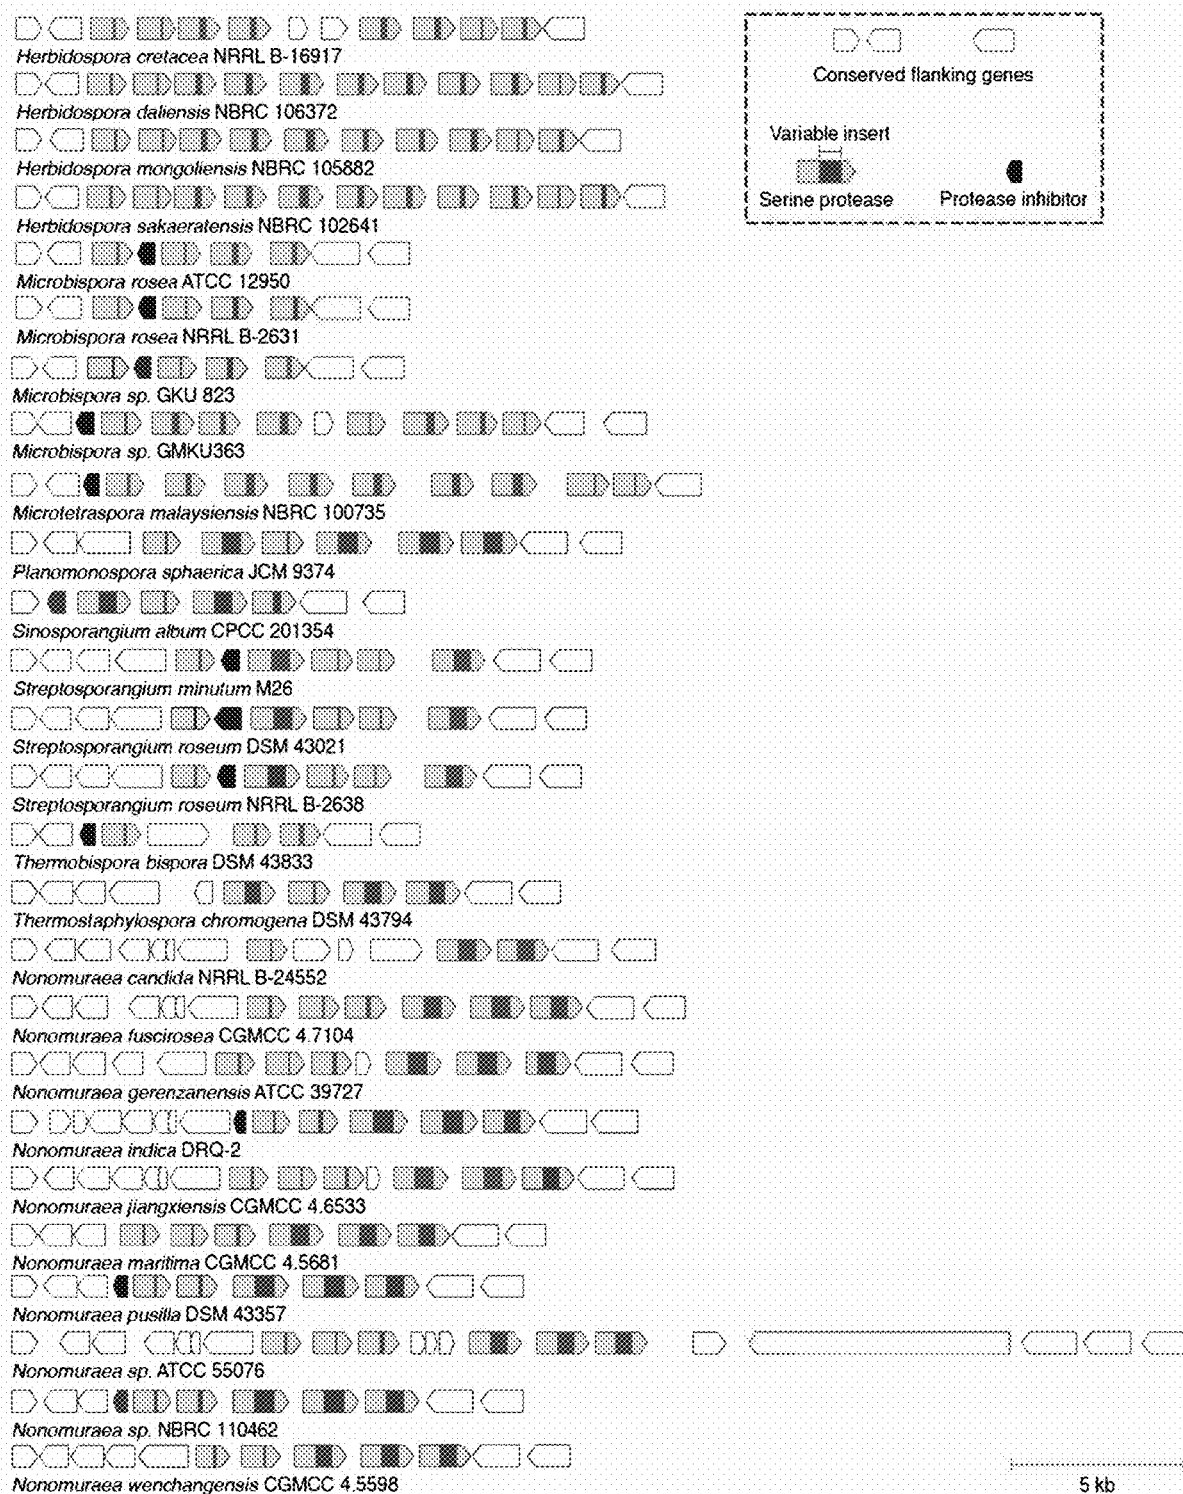 Herbidospora cretacea NRRL B-16917
Conserved flanking genes
Herbidospora daliensis NBRC 106372
Variable insert
Herbidospora mongoliensis NBRC 105882
Serine protease
Protease inhibitor
Herbidospora sakaeratensis NBRC 102641
Microbispora rosea ATCC 12950
Microbispora rosea NRRL B-2631
Microbispora sp. GKU 823
Microbispora sp. GMKU363
Microtetraspora malaysiensis NBRC 100735
Planomonospora sphaerica JCM 9374
Sinosporangium album CPCC 201354
Streptosporangium minutum M26
Streptosporangium roseum DSM 43021
Streptosporangium roseum NRRL B-2638
Thermobispora bispora DSM 43833
Thermostaphylospora chromogena DSM 43794
Nonomuraea candida NRRL B-24552
Nonomuraea fuscirosea CGMCC 4.7104
Nonomuraea gerenzanensis ATCC 39727
Nonomuraea indica DRQ-2
Nonomuraea jiangxiensis CGMCC 4.6533
Nonomuraea maritima CGMCC 4.5681
Nonomuraea pusilla DSM 43357
Nonomuraea sp. ATCC 55076
Nonomuraea sp. NBRC 110462
Nonomuraea wenchangensis CGMCC 4.5598
5 kb